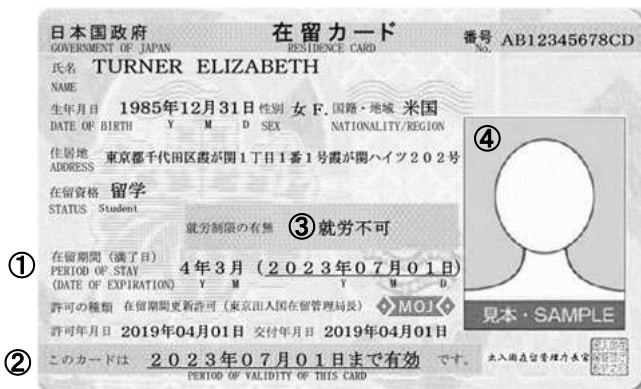 日本国政府 在留カード 番号 AB12345678CD
GOVERNMENT OF JAPAN RESIDENCE CARD No.
氏名 TURNER ELIZABETH
NAME
生年月日 1985年12月31日 性別 女 F. 国籍・地域 米国
DATE OF BIRTH Y M D SEX NATIONALITY/REGION
④
住居地 東京都千代田区霞が関1丁目1番1号霞が関ハイツ202号
ADDRESS
在留資格 留学
STATUS Student
就労制限の有無 ③ 就労不可
① 在留期間(満了日)
PERIOD OF STAY 4年3月(2023年07月01日)
(DATE OF EXPIRATION) Y M Y M D
許可の種類 在留期間更新許可(東京出入国在留管理局長) MOJ
見本・SAMPLE
許可年月日 2019年04月01日 交付年月日 2019年04月01日
② このカードは 2023年07月01日まで有効 です。
PERIOD OF VALIDITY OF THIS CARD
出入国在留管理庁長官